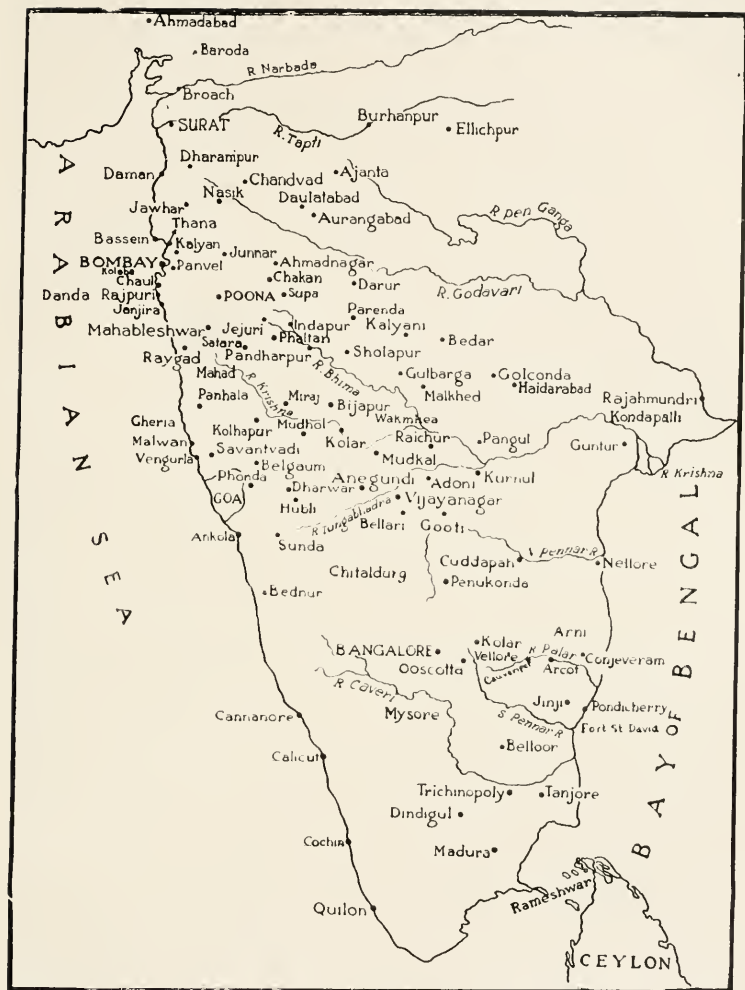 Ahmadabad
Baroda
R Narbada
Broach
SURAT
R. Tapti
Burhanpur
Ellichpur
Dharampur
Daman
Chandvad
Ajanta
Nasik
Daulatabad
Jawhar
Aurangabad
R pen Ganga
Thana
Bassein
Kalyan
Junnar
Ahmadnagar
BOMBAY
Panvel
Kolaba
Chakan
Chaul
Darur
R. Godavari
Danda Rajpuri
POONA
Supa
Janjira
Parenda
Mahableshwar
Jejuri
Indapur
Kalyani
Satara
Phaltan
Bedar
Raygad
Pandharpur
Sholapur
R. Bhima
Mahad
Gulbarga
Golconda
R Krishna
Malkhed
Haidarabad
Rajahmundri
Panhala
Miraj
Bijapur
Kondapalli
Gheria
Kolhapur
Mudhol
Kolar
Raichur
Pangul
Guntur
Malwan
Savantvadi
Mudkal
Vengurla
Belgaum
R Krishna
Phonda
Anegundi
Adoni
Kurnul
GOA
Dharwar
Vijayanagar
Hubli
R Tungabhadra
Bellari
Gooti
Ankola
Sunda
Pennar R
Cuddapah
Nellore
Chitaldurg
Penukonda
Bednur
Arni
Kolar
BANGALORE
Vellore
R Palar
Conjeveram
Ooscotta
Arcot
R Caveri
Mysore
Jinji
Pondicherry
S Pennar R
Fort St David
Cannanore
Belloor
Calicut
Trichinopoly
Tanjore
Dindigul
Cochin
Madura
Rameshwar
Quilon
CEYLON
ARABIAN SEA
BAY OF BENGAL